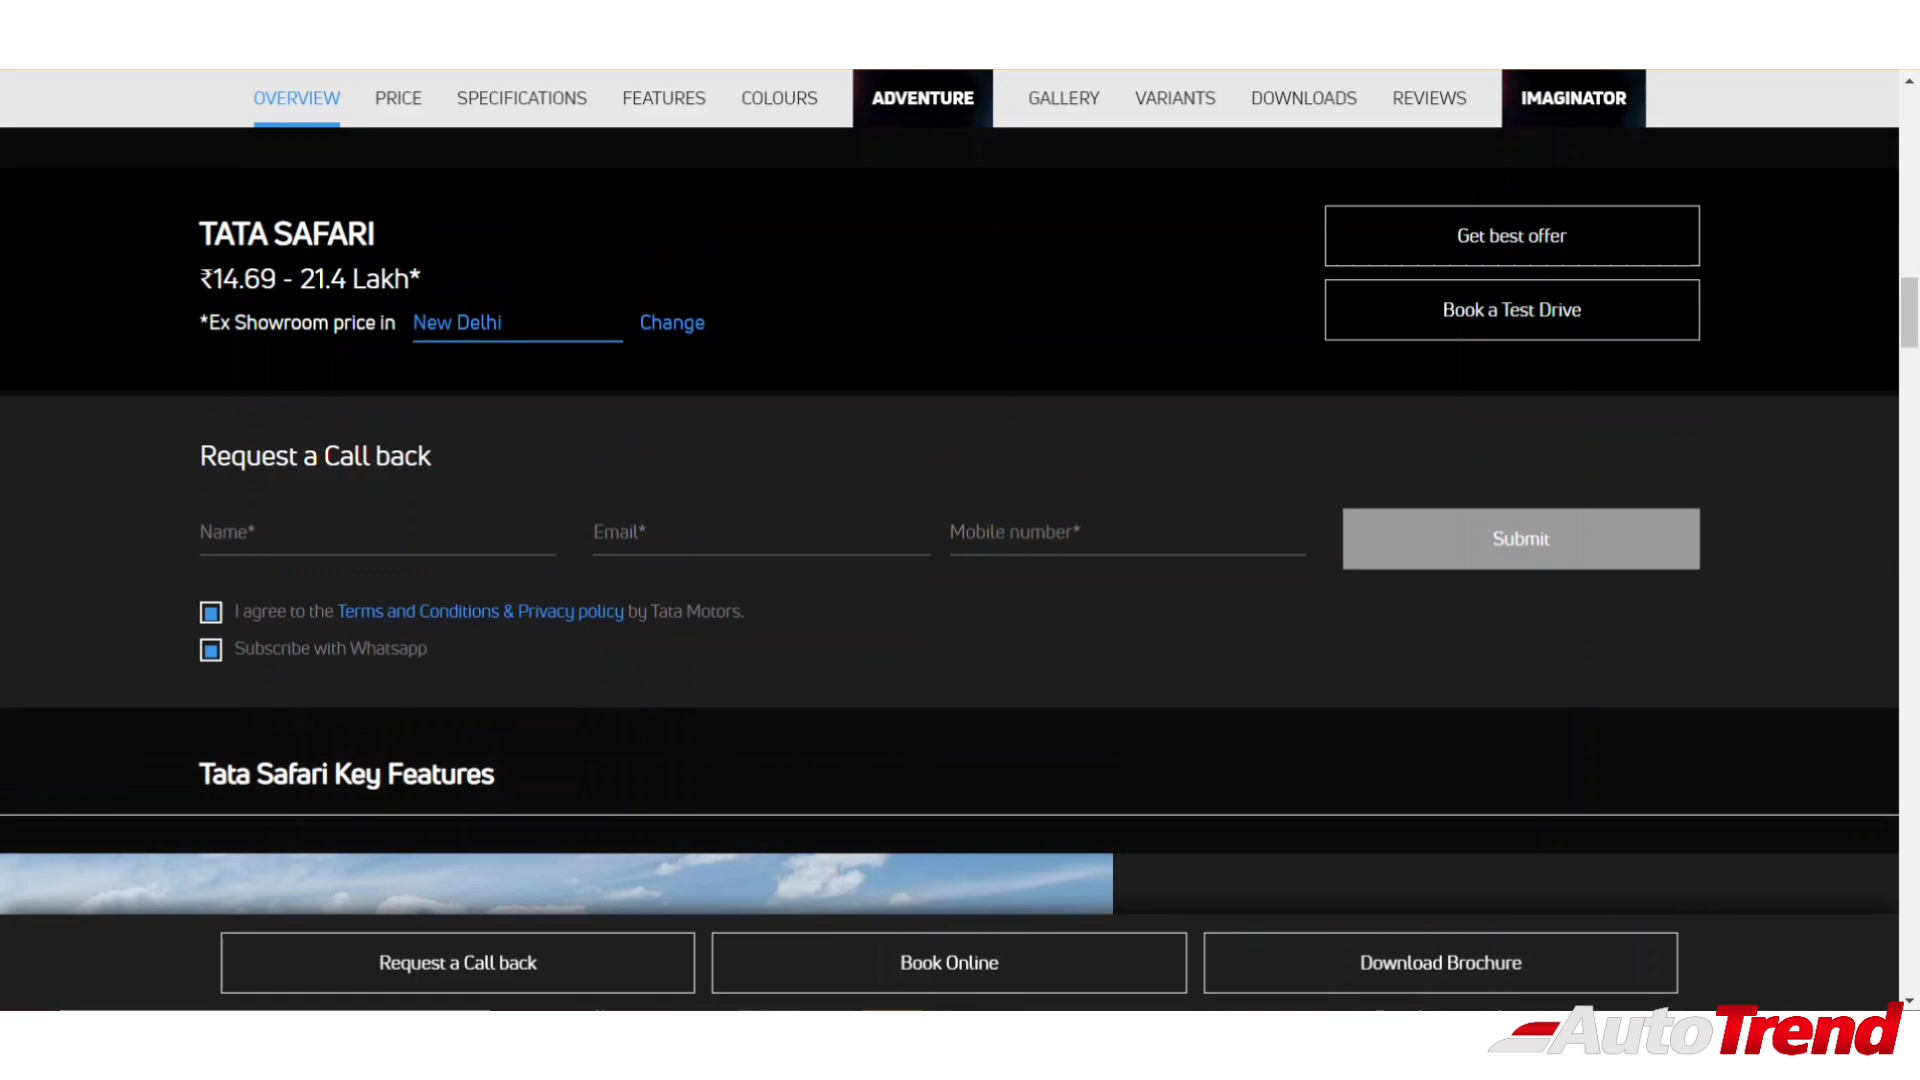 OVERVIEW PRICE SPECIFICATIONS FEATURES COLOURS ADVENTURE GALLERY VARIANTS DOWNLOADS REVIEWS IMAGINATOR
TATA SAFARI
₹14.69 - 21.4 Lakh*
*Ex Showroom price in New Delhi Change
Get best offer
Book a Test Drive
Request a Call back
Name* Email* Mobile number* Submit
I agree to the Terms and Conditions & Privacy policy by Tata Motors.
Subscribe with Whatsapp
Tata Safari Key Features
Request a Call back Book Online Download Brochure
AutoTrend